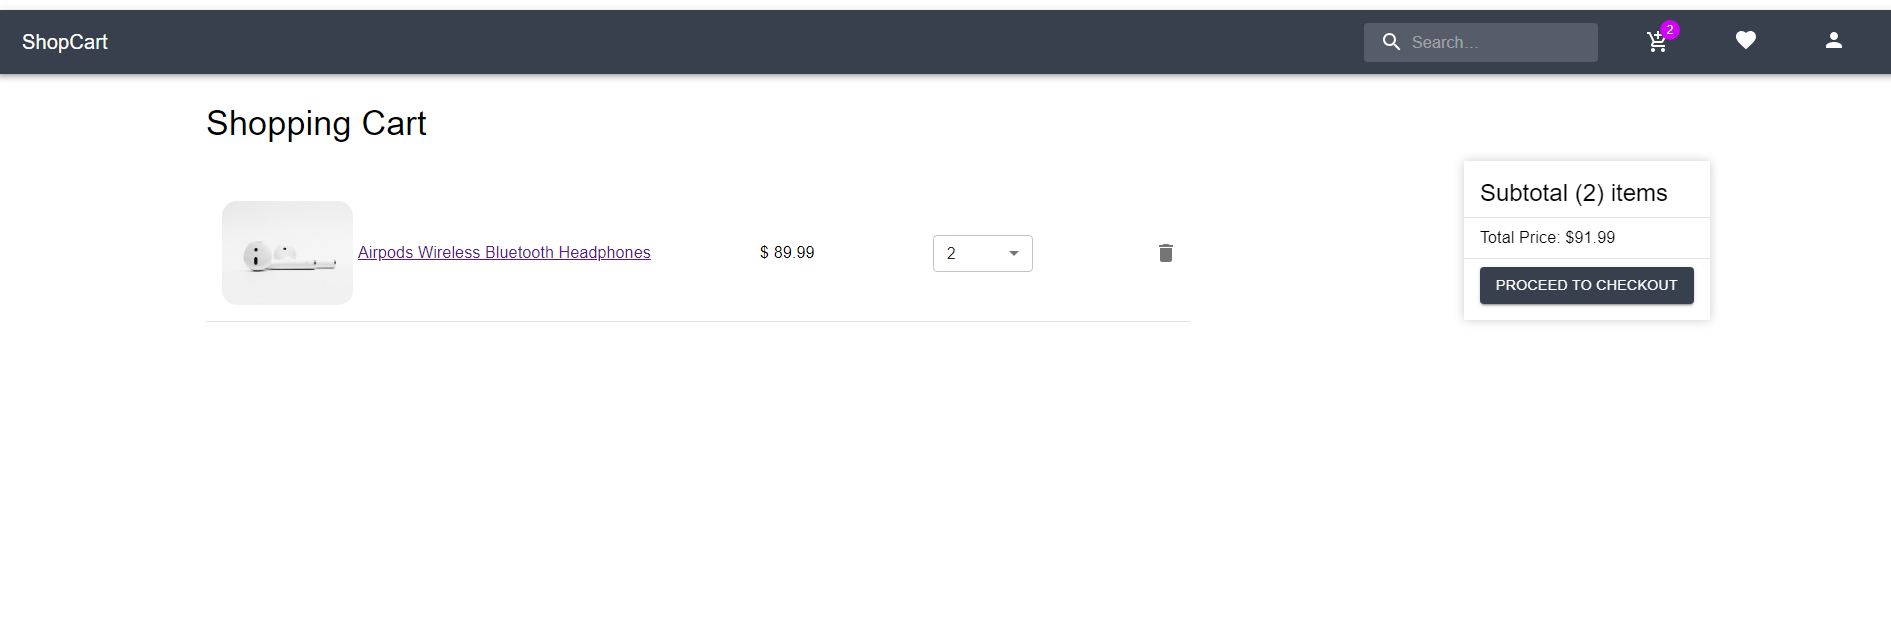 ShopCart
Search...
2
Shopping Cart
Airpods Wireless Bluetooth Headphones
$ 89.99
2
Subtotal (2) items
Total Price: $91.99
PROCEED TO CHECKOUT